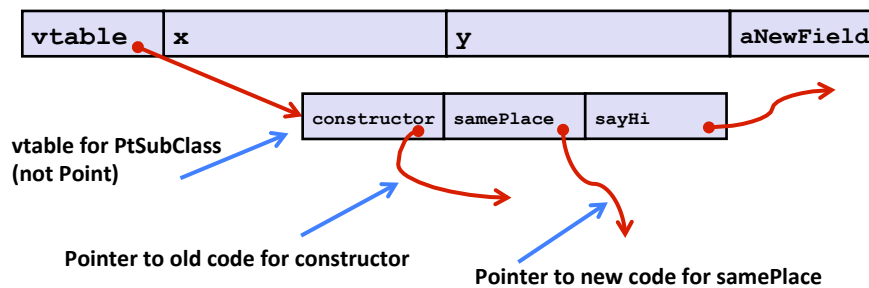 vtable x y aNewField
constructor samePlace sayHi
vtable for PtSubClass
(not Point)
Pointer to old code for constructor
Pointer to new code for samePlace